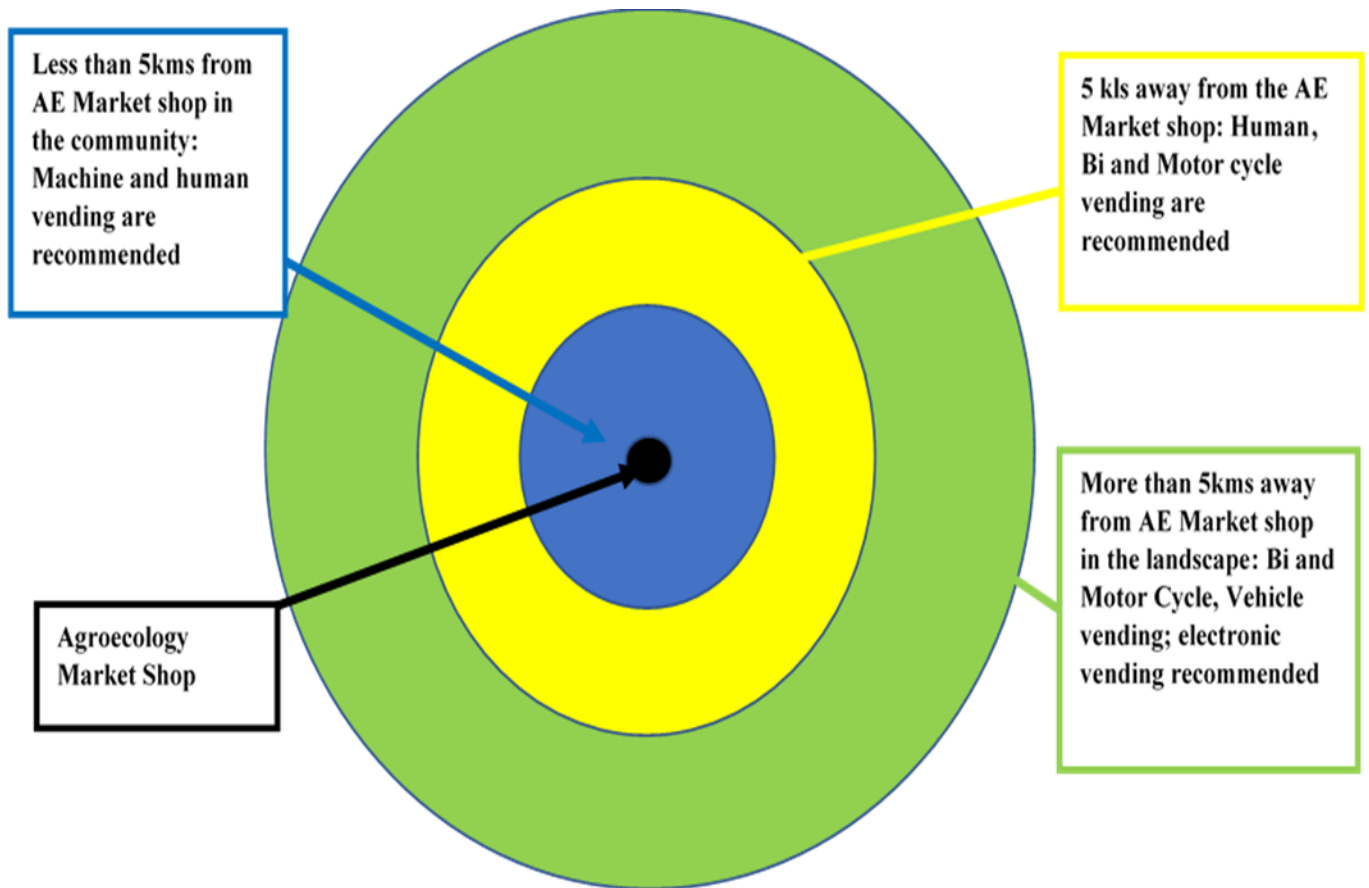 Less than 5kms from
AE Market shop in
the community:
Machine and human
vending are
recommended
5 kls away from the AE
Market shop: Human,
Bi and Motor cycle
vending are
recommended
More than 5kms away
from AE Market shop
in the landscape: Bi and
Motor Cycle, Vehicle
vending; electronic
vending recommended
Agroecology
Market Shop